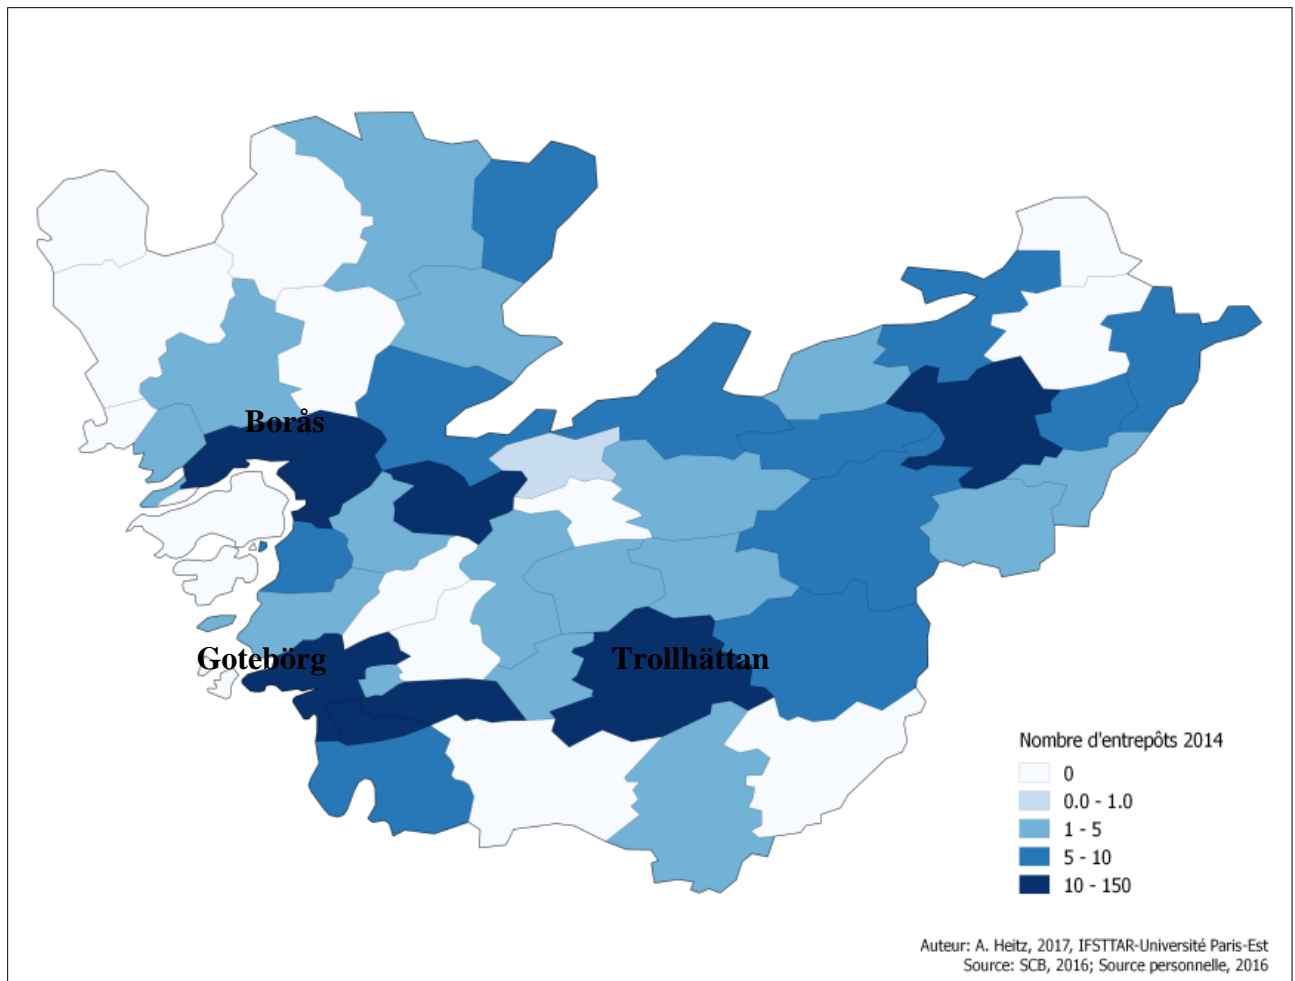 Borås
Gotebörg
Trollhättan
Nombre d'entrepôts 2014
0
0.0 - 1.0
1 - 5
5 - 10
10 - 150
Auteur: A. Heitz, 2017, IFSTTAR-Université Paris-Est
Source: SCB, 2016; Source personnelle, 2016